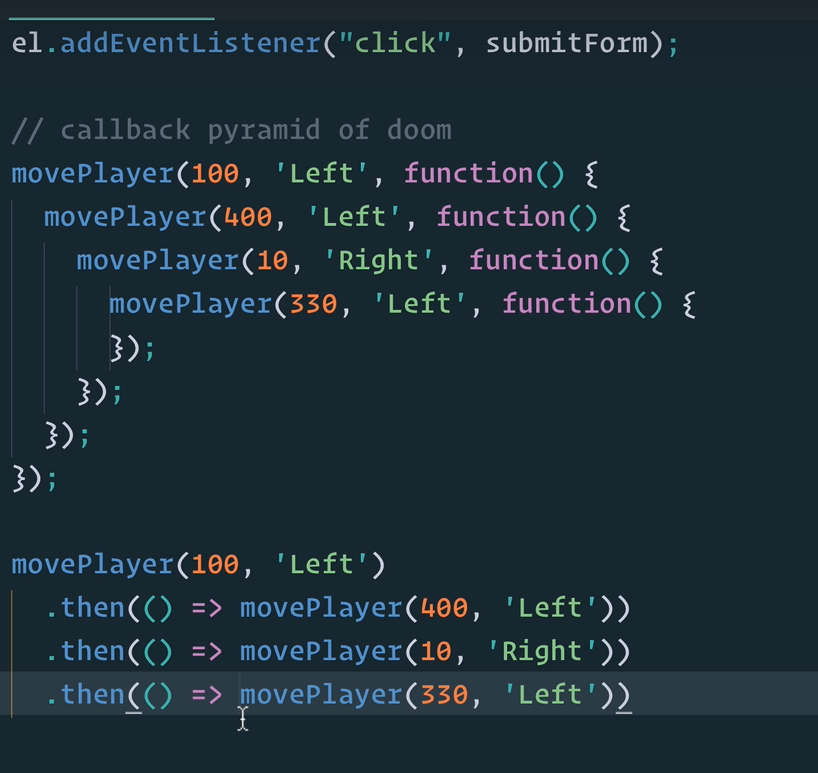 el.addEventListener("click", submitForm);
// callback pyramid of doom
movePlayer(100, 'Left', function() {
  movePlayer(400, 'Left', function() {
    movePlayer(10, 'Right', function() {
      movePlayer(330, 'Left', function() {
      });
    });
  });
});
movePlayer(100, 'Left')
  .then(() => movePlayer(400, 'Left'))
  .then(() => movePlayer(10, 'Right'))
  .then(() => movePlayer(330, 'Left'))